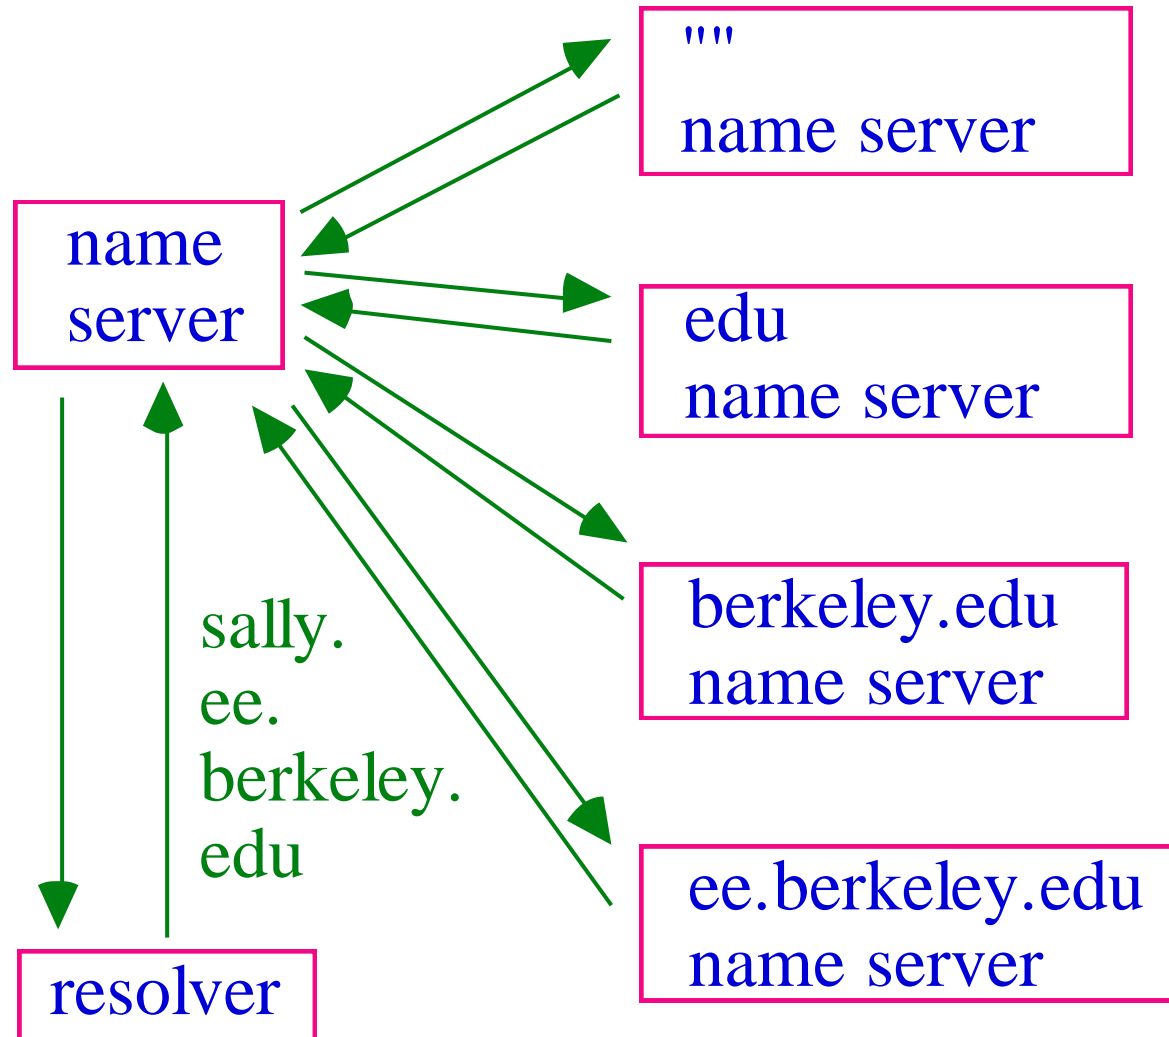 ""
name server
name
server
edu
name server
berkeley.edu
name server
sally.
ee.
berkeley.
edu
ee.berkeley.edu
name server
resolver